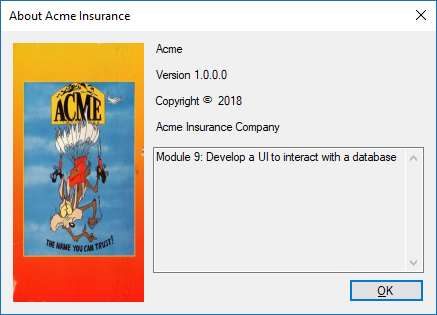 About Acme Insurance
Acme
Version 1.0.0.0
Copyright © 2018
Acme Insurance Company
Module 9: Develop a UI to interact with a database
ACME
THE NAME YOU CAN TRUST!
OK